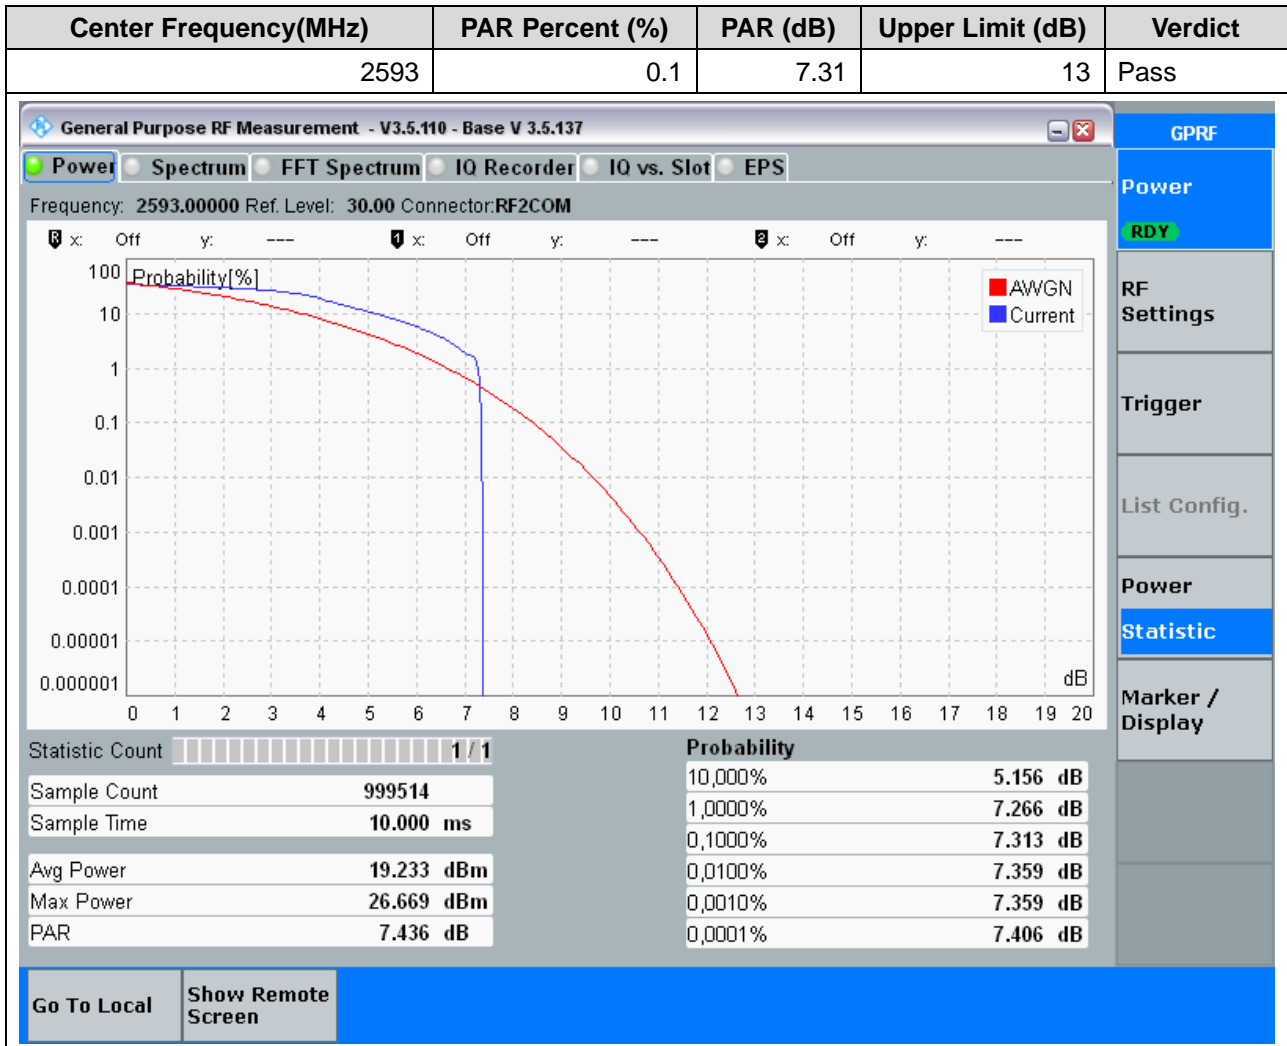 Center Frequency(MHz) PAR Percent (%) PAR (dB) Upper Limit (dB) Verdict
2593 0.1 7.31 13 Pass
General Purpose RF Measurement - V3.5.110 - Base V 3.5.137
GPRF
Power Spectrum FFT Spectrum IQ Recorder IQ vs. Slot EPS
Power
RDY
Frequency: 2593.00000 Ref. Level: 30.00 Connector:RF2COM
R x: Off y: --- 1 x: Off y: --- 2 x: Off y: ---
Probability[%]
AWGN
Current
100
10
1
0.1
0.01
0.001
0.0001
0.00001
0.000001
dB
0 1 2 3 4 5 6 7 8 9 10 11 12 13 14 15 16 17 18 19 20
RF
Settings
Trigger
List Config.
Power
Statistic
Marker /
Display
Statistic Count 1 / 1
Sample Count 999514
Sample Time 10.000 ms
Avg Power 19.233 dBm
Max Power 26.669 dBm
PAR 7.436 dB
Probability
10,000% 5.156 dB
1,0000% 7.266 dB
0,1000% 7.313 dB
0,0100% 7.359 dB
0,0010% 7.359 dB
0,0001% 7.406 dB
Go To Local
Show Remote
Screen